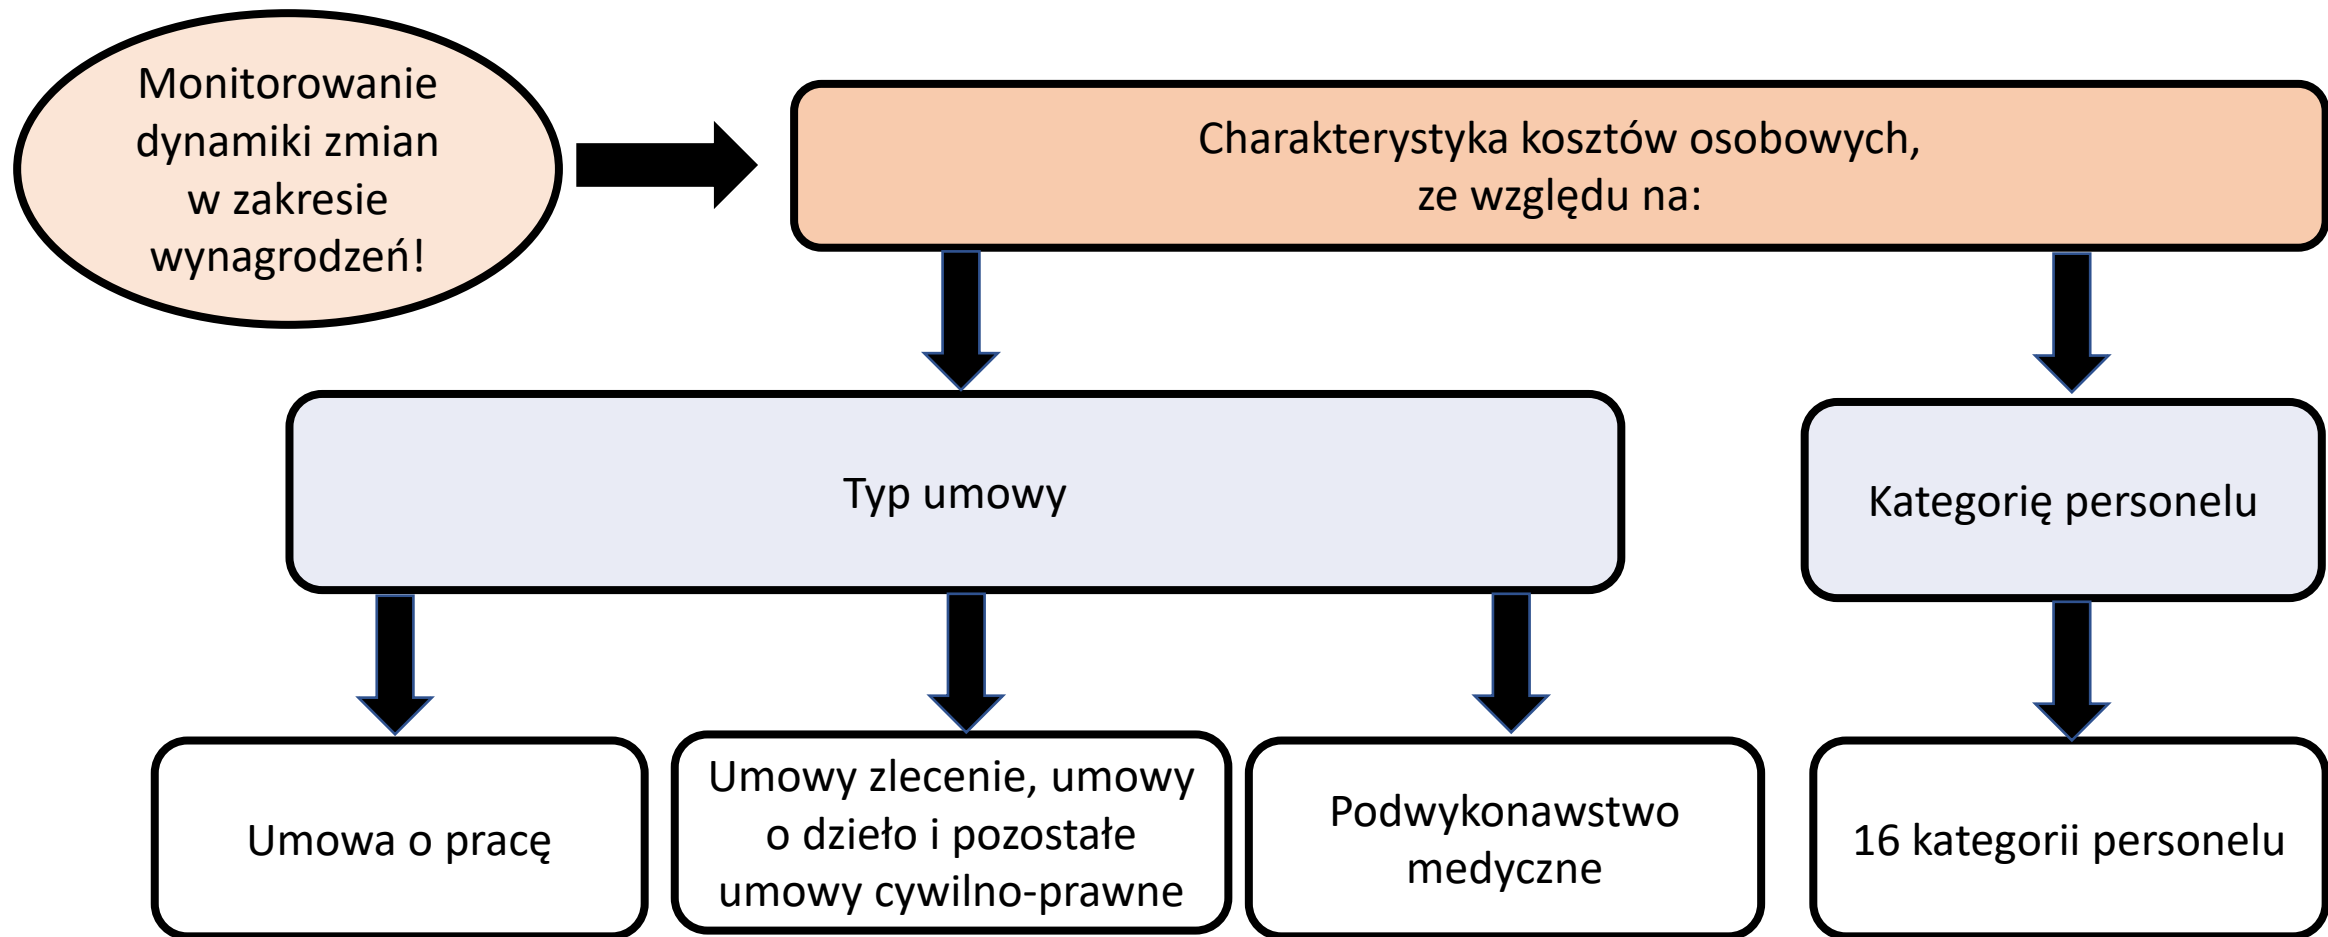 Monitorowanie
dynamiki zmian
w zakresie
wynagrodzeń!
Charakterystyka kosztów osobowych,
ze względu na:
Typ umowy
Kategorię personelu
Umowa o pracę
Umowy zlecenie, umowy
o dzieło i pozostałe
umowy cywilno-prawne
Podwykonawstwo
medyczne
16 kategorii personelu